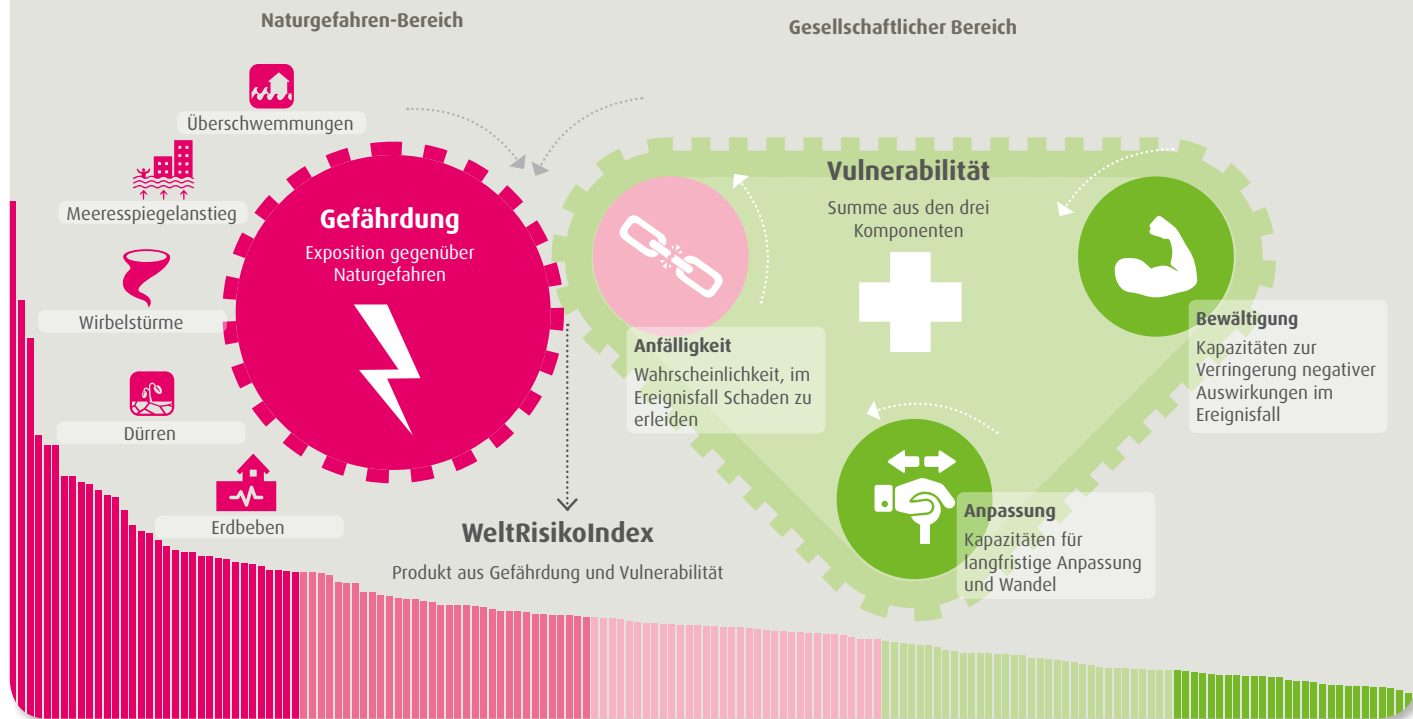 Naturgefahren-Bereich
Gesellschaftlicher Bereich
Überschwemmungen
Meeresspiegelanstieg
Wirbelstürme
Dürren
Erdbeben
Gefährdung
Exposition gegenüber
Naturgefahren
Vulnerabilität
Summe aus den drei
Komponenten
Anfälligkeit
Wahrscheinlichkeit, im
Ereignisfall Schaden zu
erleiden
Bewältigung
Kapazitäten zur
Verringerung negativer
Auswirkungen im
Ereignisfall
Anpassung
Kapazitäten für
langfristige Anpassung
und Wandel
WeltRisikoIndex
Produkt aus Gefährdung und Vulnerabilität